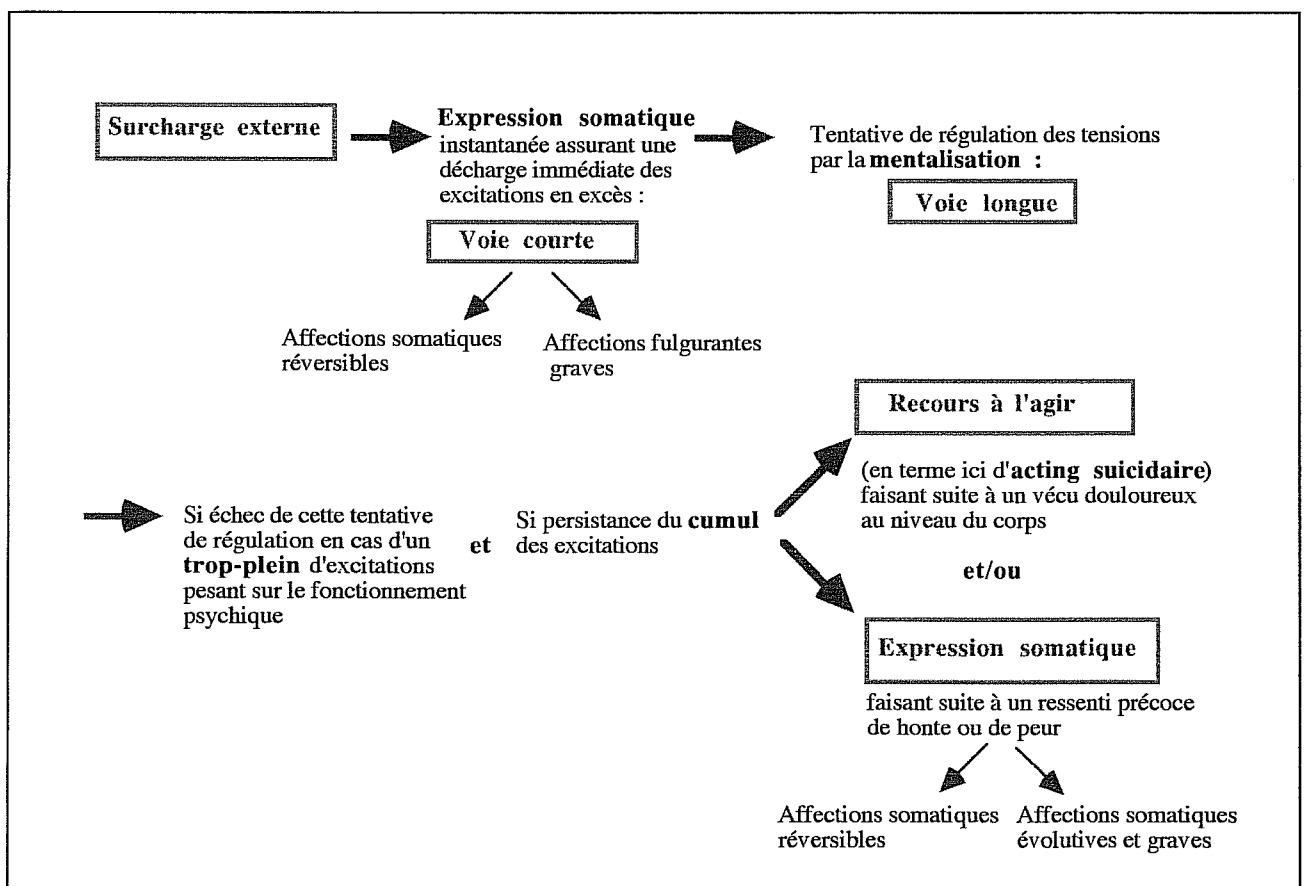 Surcharge externe
Expression somatique
instantanée assurant une
décharge immédiate des
excitations en excès :
Voie courte
Affections somatiques
réversibles
Affections fulgurantes
graves
Tentative de régulation des tensions
par la mentalisation :
Voie longue
Si échec de cette tentative
de régulation en cas d'un
trop-plein d'excitations
pesant sur le fonctionnement
psychique
et
Si persistance du cumul
des excitations
Recours à l'agir
(en terme ici d'acting suicidaire)
faisant suite à un vécu douloureux
au niveau du corps
et/ou
Expression somatique
faisant suite à un ressenti précoce
de honte ou de peur
Affections somatiques
réversibles
Affections somatiques
évolutives et graves